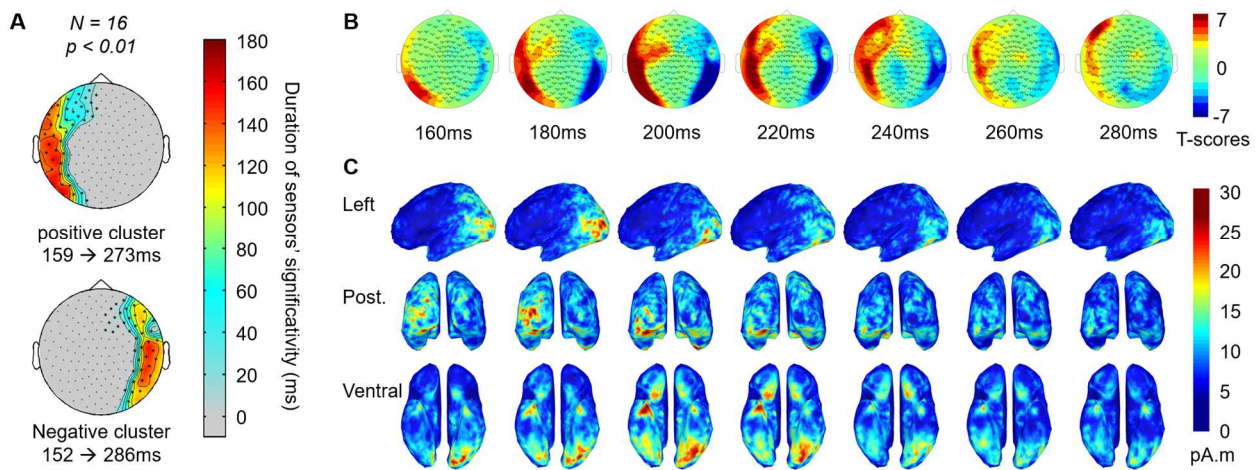 A
N = 16
p < 0.01
positive cluster
159 → 273ms
Negative cluster
152 → 286ms
180
160
140
120
100
80
60
40
20
0
Duration of sensors' significativity (ms)
B
160ms
180ms
200ms
220ms
240ms
260ms
280ms
7
0
-7
T-scores
C
Left
Post.
Ventral
30
25
20
15
10
5
0
pA.m